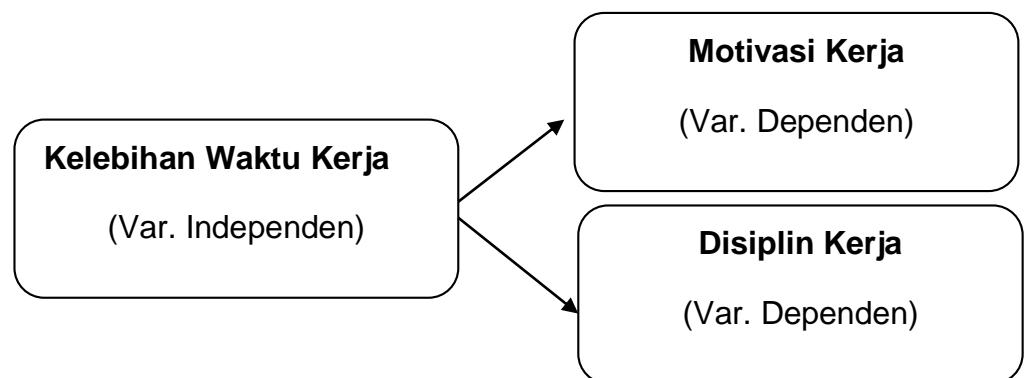 Motivasi Kerja
(Var. Dependen)
Kelebihan Waktu Kerja
(Var. Independen)
Disiplin Kerja
(Var. Dependen)